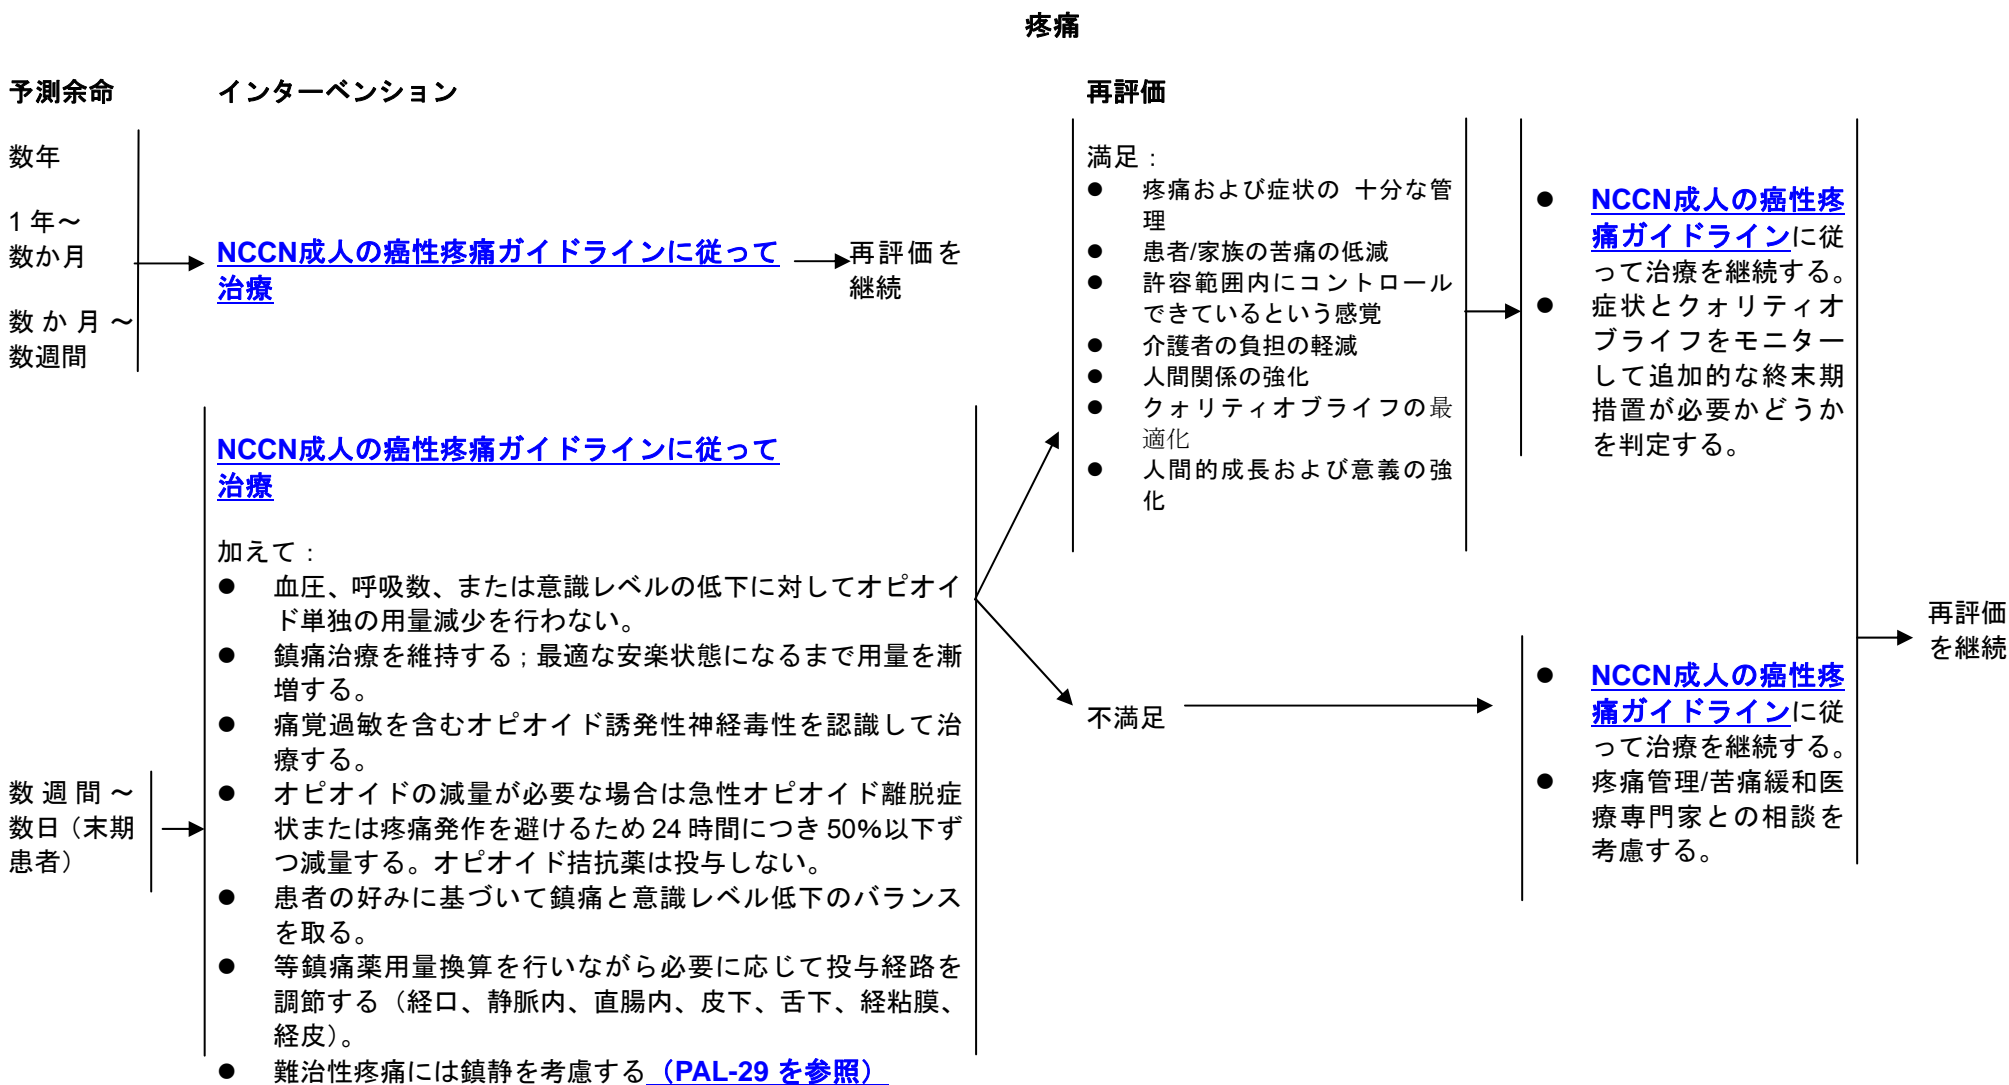 疼痛
予測余命
インターベンション
再評価
数年
1 年～
数か月
数 か 月 ～
数週間
NCCN成人の癌性疼痛ガイドラインに従って
治療
再評価を
継続
数 週 間 ～
数日（末期
患者）
NCCN成人の癌性疼痛ガイドラインに従って
治療
加えて：
● 血圧、呼吸数、または意識レベルの低下に対してオピオイ
ド単独の用量減少を行わない。
● 鎮痛治療を維持する；最適な安楽状態になるまで用量を漸
増する。
● 痛覚過敏を含むオピオイド誘発性神経毒性を認識して治
療する。
● オピオイドの減量が必要な場合は急性オピオイド離脱症
状または疼痛発作を避けるため 24 時間につき 50%以下ず
つ減量する。オピオイド拮抗薬は投与しない。
● 患者の好みに基づいて鎮痛と意識レベル低下のバランス
を取る。
● 等鎮痛薬用量換算を行いながら必要に応じて投与経路を
調節する（経口、静脈内、直腸内、皮下、舌下、経粘膜、
経皮）。
● 難治性疼痛には鎮静を考慮する（PAL-29 を参照）
満足：
● 疼痛および症状の 十分な管
理
● 患者/家族の苦痛の低減
● 許容範囲内にコントロール
できているという感覚
● 介護者の負担の軽減
● 人間関係の強化
● クォリティオブライフの最
適化
● 人間的成長および意義の強
化
不満足
● NCCN成人の癌性疼
痛ガイドラインに従
って治療を継続する。
● 症状とクォリティオ
ブライフをモニター
して追加的な終末期
措置が必要かどうか
を判定する。
● NCCN成人の癌性疼
痛ガイドラインに従
って治療を継続する。
● 疼痛管理/苦痛緩和医
療専門家との相談を
考慮する。
再評価
を継続